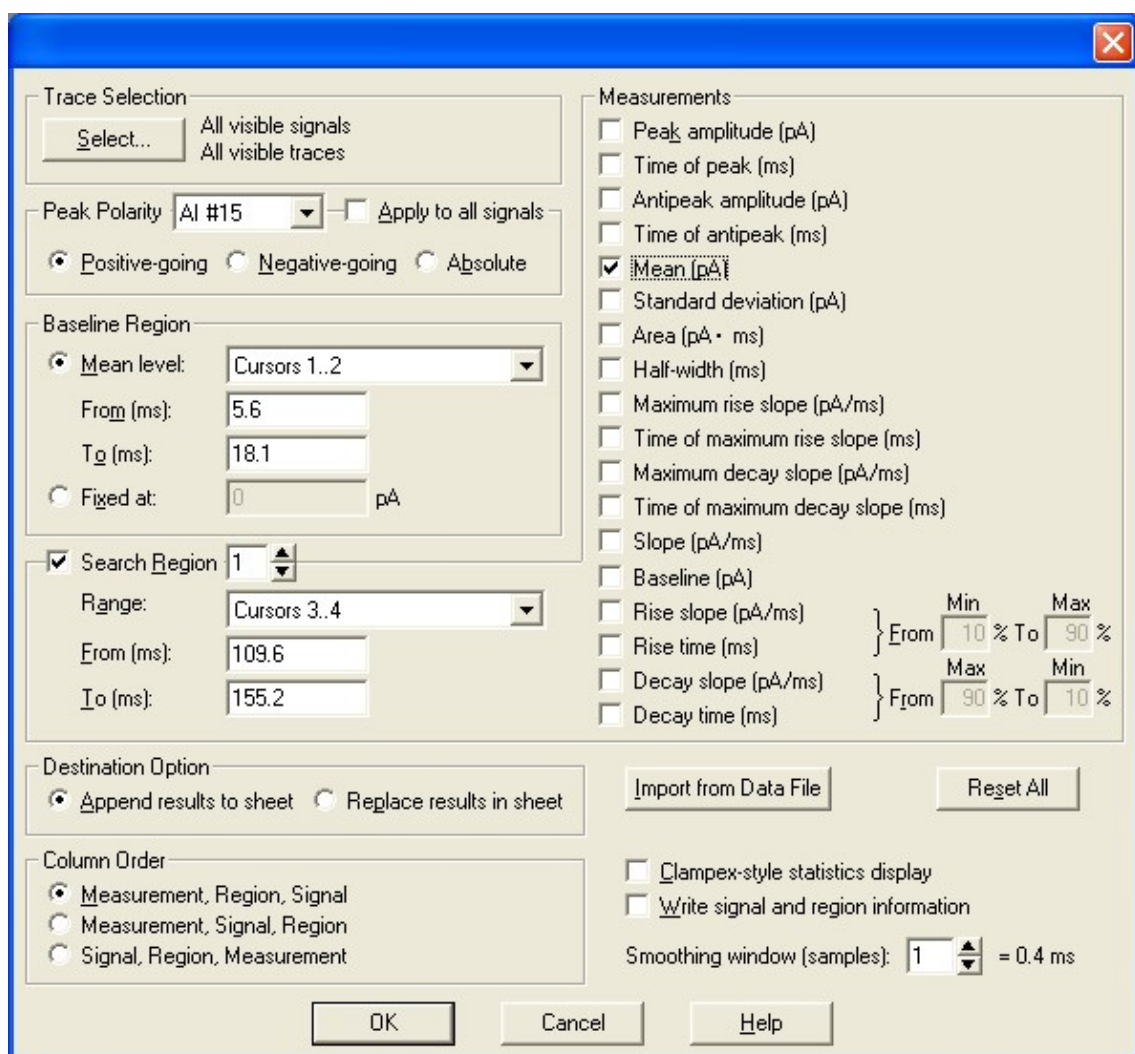 Trace Selection
Select...
All visible signals
All visible traces
Peak Polarity AI #15 Apply to all signals
Positive-going Negative-going Absolute
Baseline Region
Mean level: Cursors 1..2
From (ms): 5.6
To (ms): 18.1
Fixed at: 0 pA
Search Region 1
Range: Cursors 3..4
From (ms): 109.6
To (ms): 155.2
Measurements
Peak amplitude (pA)
Time of peak (ms)
Antipeak amplitude (pA)
Time of antipeak (ms)
Mean (pA)
Standard deviation (pA)
Area (pA· ms)
Half-width (ms)
Maximum rise slope (pA/ms)
Time of maximum rise slope (ms)
Maximum decay slope (pA/ms)
Time of maximum decay slope (ms)
Slope (pA/ms)
Baseline (pA)
Rise slope (pA/ms)
Rise time (ms)
Min Max
From 10 % To 90 %
Decay slope (pA/ms)
Decay time (ms)
Max Min
From 90 % To 10 %
Destination Option
Append results to sheet Replace results in sheet
Import from Data File Reset All
Column Order
Measurement, Region, Signal
Measurement, Signal, Region
Signal, Region, Measurement
Clampex-style statistics display
Write signal and region information
Smoothing window (samples): 1 = 0.4 ms
OK Cancel Help